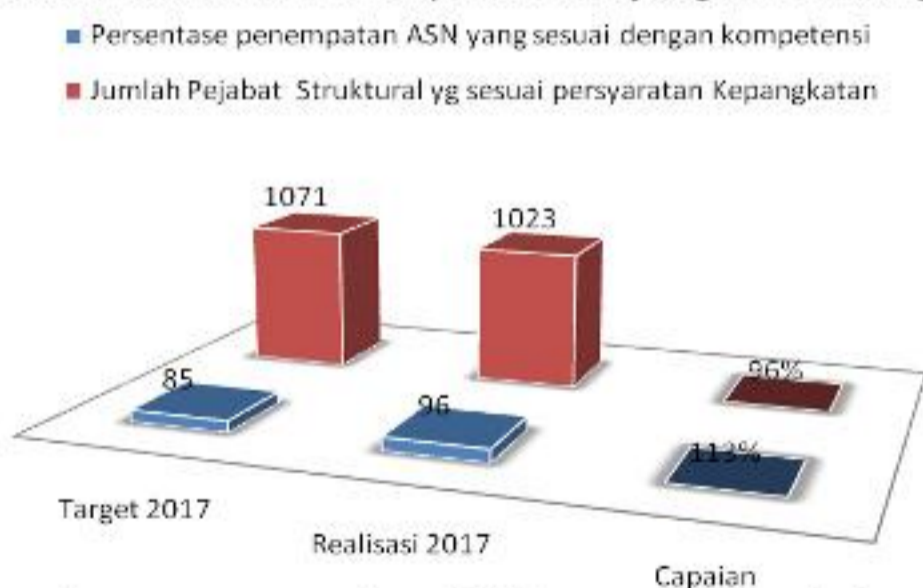 Persentase penempatan ASN yang sesuai dengan kompetensi
Jumlah Pejabat Struktural yg sesuai persyaratan Kepangkatan
1071
1023
96%
85
96
113%
Target 2017
Realisasi 2017
Capaian